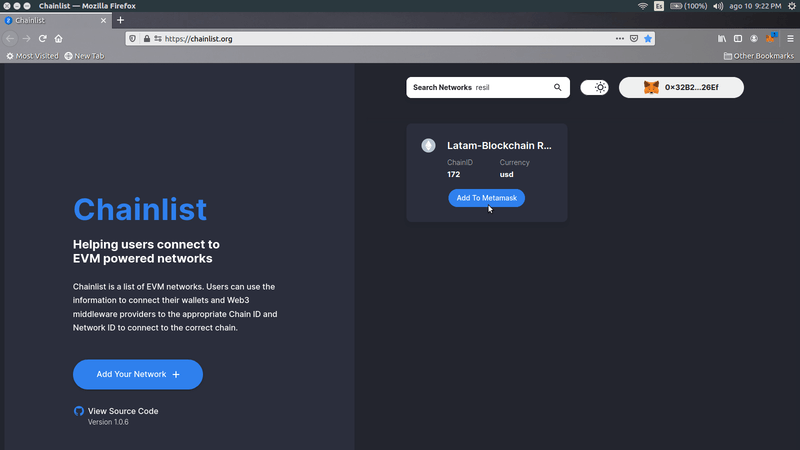 Chainlist — Mozilla Firefox
Es
(100%)
ago 10 9:22 PM
Chainlist
https://chainlist.org
Most Visited
New Tab
Other Bookmarks
Search Networks resil
0x32B2...26Ef
Latam-Blockchain R...
ChainID
Currency
172
usd
Add To Metamask
Chainlist
Helping users connect to
EVM powered networks
Chainlist is a list of EVM networks. Users can use the
information to connect their wallets and Web3
middleware providers to the appropriate Chain ID and
Network ID to connect to the correct chain.
Add Your Network
View Source Code
Version 1.0.6